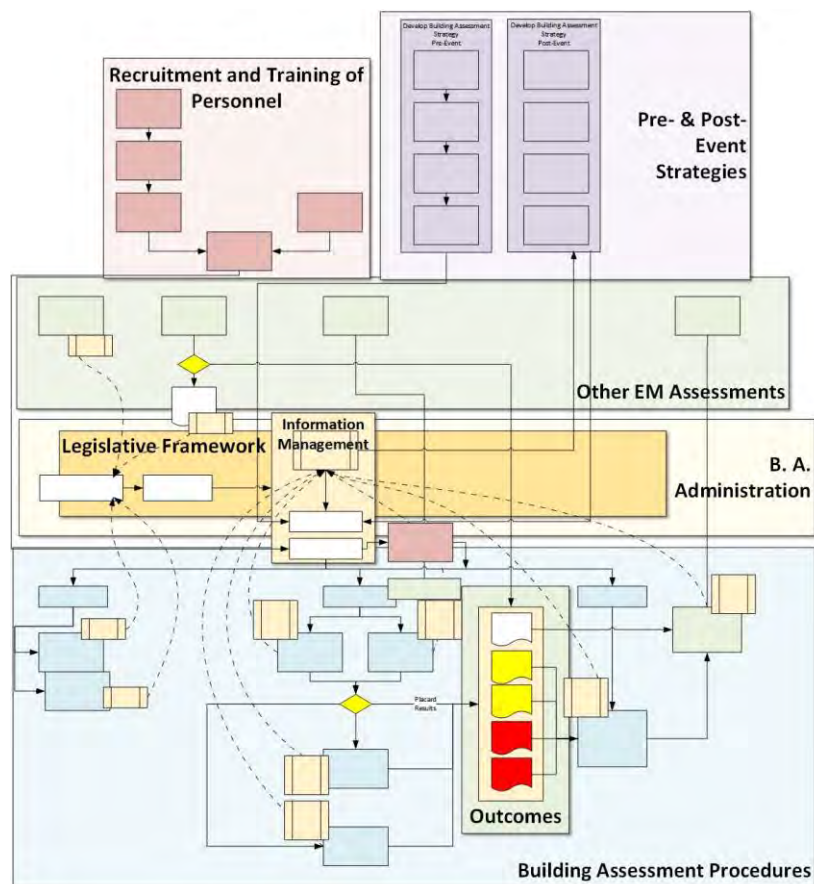 Develop Building Assessment
Strategy
Pre-Event
Develop Building Assessment
Strategy
Post-Event
Recruitment and Training of
Personnel
Pre- & Post-
Event
Strategies
Other EM Assessments
Information
Management
Legislative Framework
B. A.
Administration
Placard
Results
Outcomes
Building Assessment Procedures